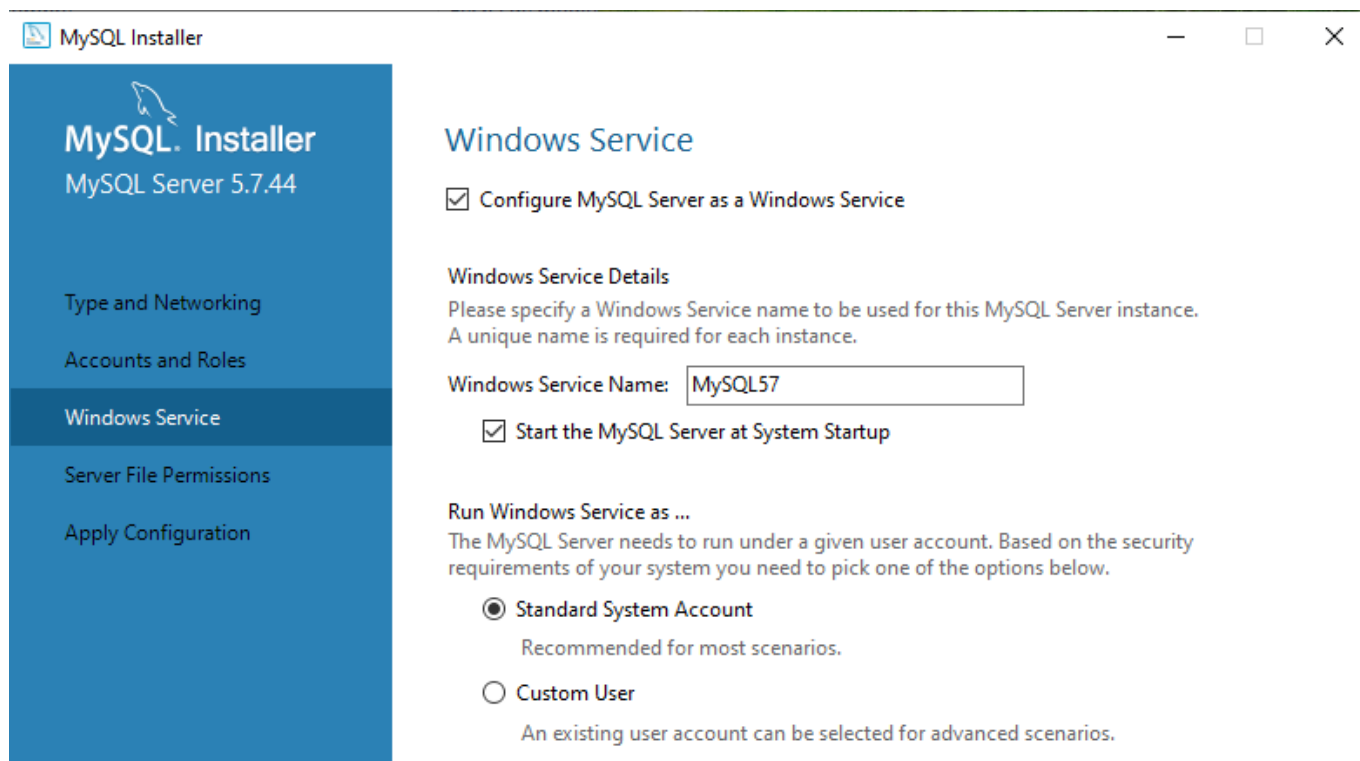 MySQL Installer
MySQL. Installer
MySQL Server 5.7.44
Type and Networking
Accounts and Roles
Windows Service
Server File Permissions
Apply Configuration
Windows Service
Configure MySQL Server as a Windows Service
Windows Service Details
Please specify a Windows Service name to be used for this MySQL Server instance.
A unique name is required for each instance.
Windows Service Name: MySQL57
Start the MySQL Server at System Startup
Run Windows Service as ...
The MySQL Server needs to run under a given user account. Based on the security
requirements of your system you need to pick one of the options below.
Standard System Account
Recommended for most scenarios.
Custom User
An existing user account can be selected for advanced scenarios.